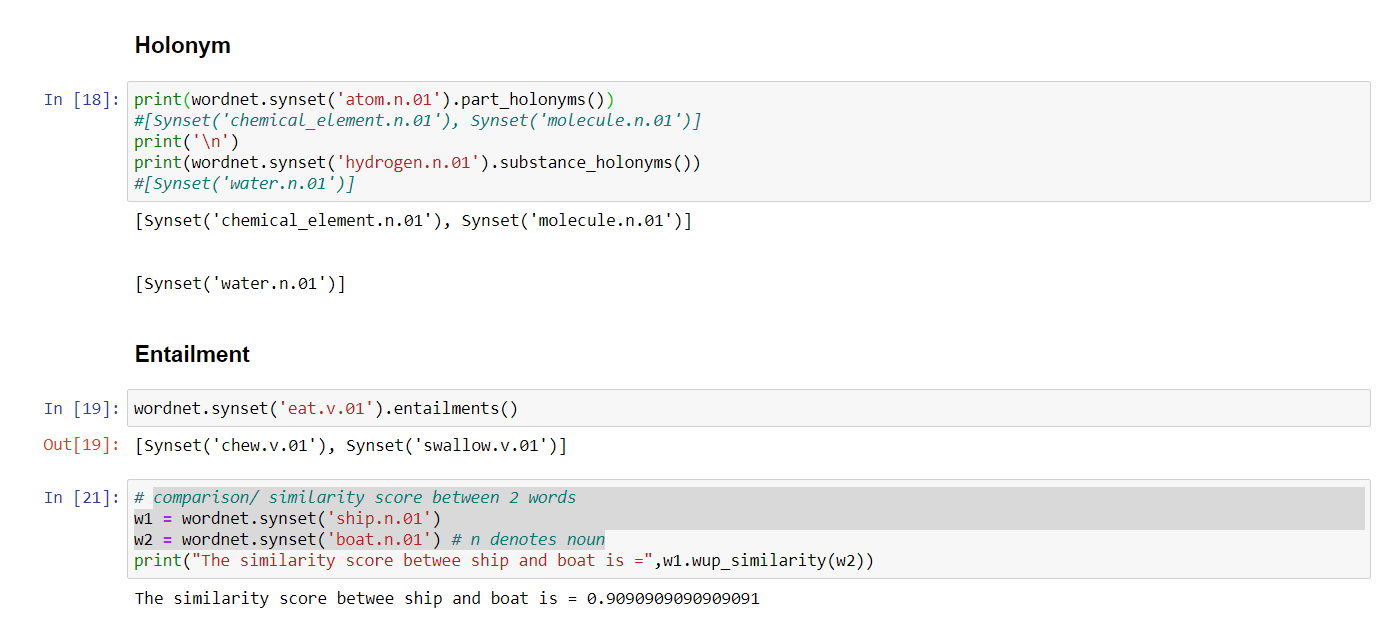 Holonym
In [18]: print(wordnet.synset('atom.n.01').part_holonyms())
#[Synset('chemical_element.n.01'), Synset('molecule.n.01')]
print('\n')
print(wordnet.synset('hydrogen.n.01').substance_holonyms())
#[Synset('water.n.01')]
[Synset('chemical_element.n.01'), Synset('molecule.n.01')]
[Synset('water.n.01')]
Entailment
In [19]: wordnet.synset('eat.v.01').entailments()
Out[19]: [Synset('chew.v.01'), Synset('swallow.v.01')]
In [21]: # comparison/ similarity score between 2 words
w1 = wordnet.synset('ship.n.01')
w2 = wordnet.synset('boat.n.01') # n denotes noun
print("The similarity score betwee ship and boat is =",w1.wup_similarity(w2))
The similarity score betwee ship and boat is = 0.9090909090909091